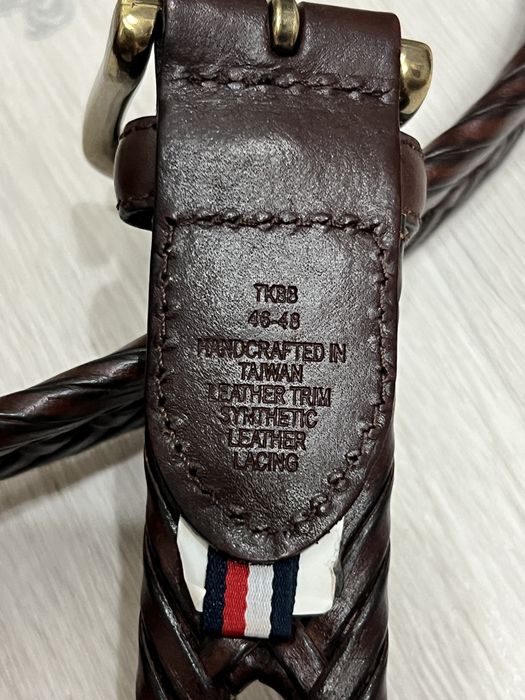 TKBB
46-48
HANDCRAFTED IN
TAIWAN
LEATHER TRIM
SYNTHETIC
LEATHER
LACING